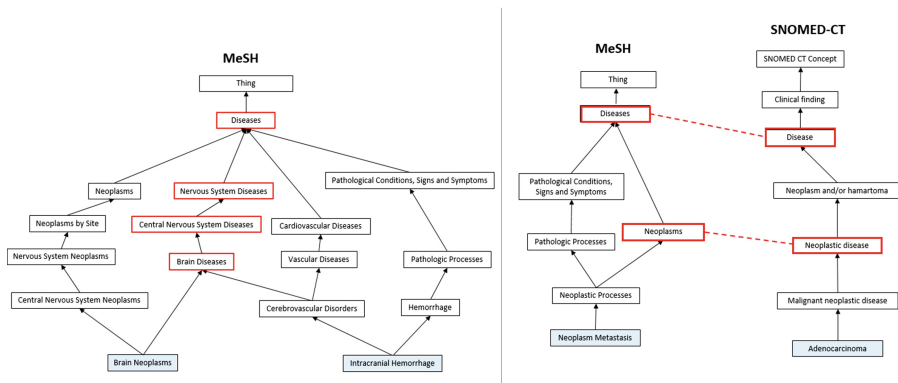 MeSH
Thing
Diseases
Neoplasms
Nervous System Diseases
Pathological Conditions, Signs and Symptoms
Neoplasms by Site
Central Nervous System Diseases
Cardiovascular Diseases
Nervous System Neoplasms
Brain Diseases
Vascular Diseases
Pathologic Processes
Central Nervous System Neoplasms
Cerebrovascular Disorders
Hemorrhage
Brain Neoplasms
Intracranial Hemorrhage
MeSH
Thing
Diseases
Pathological Conditions,
Signs and Symptoms
Pathologic Processes
Neoplasms
Neoplastic Processes
Neoplasm Metastasis
SNOMED-CT
SNOMED CT Concept
Clinical finding
Disease
Neoplasm and/or hamartoma
Neoplastic disease
Malignant neoplastic disease
Adenocarcinoma